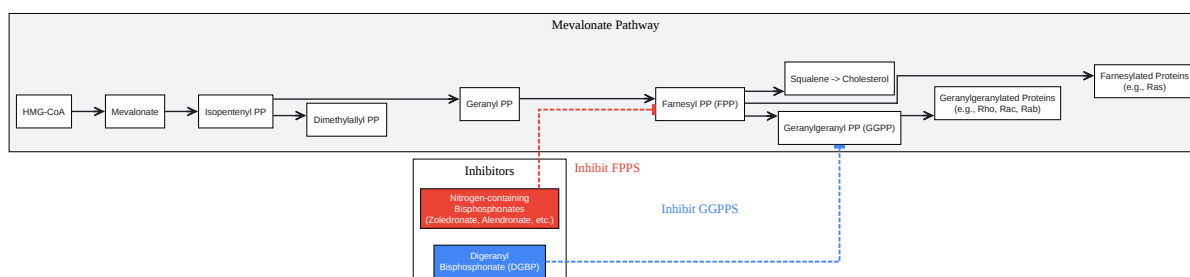 Mevalonate Pathway
HMG-CoA
Mevalonate
Isopentenyl PP
Dimethylallyl PP
Geranyl PP
Farnesyl PP (FPP)
Squalene -> Cholesterol
Geranylgeranyl PP (GGPP)
Geranylgeranylated Proteins
(e.g., Rho, Rac, Rab)
Farnesylated Proteins
(e.g., Ras)
Inhibitors
Nitrogen-containing
Bisphosphonates
(Zoledronate, Alendronate, etc.)
Digeranyl
Bisphosphonate (DGBP)
Inhibit FPPS
Inhibit GGPPS